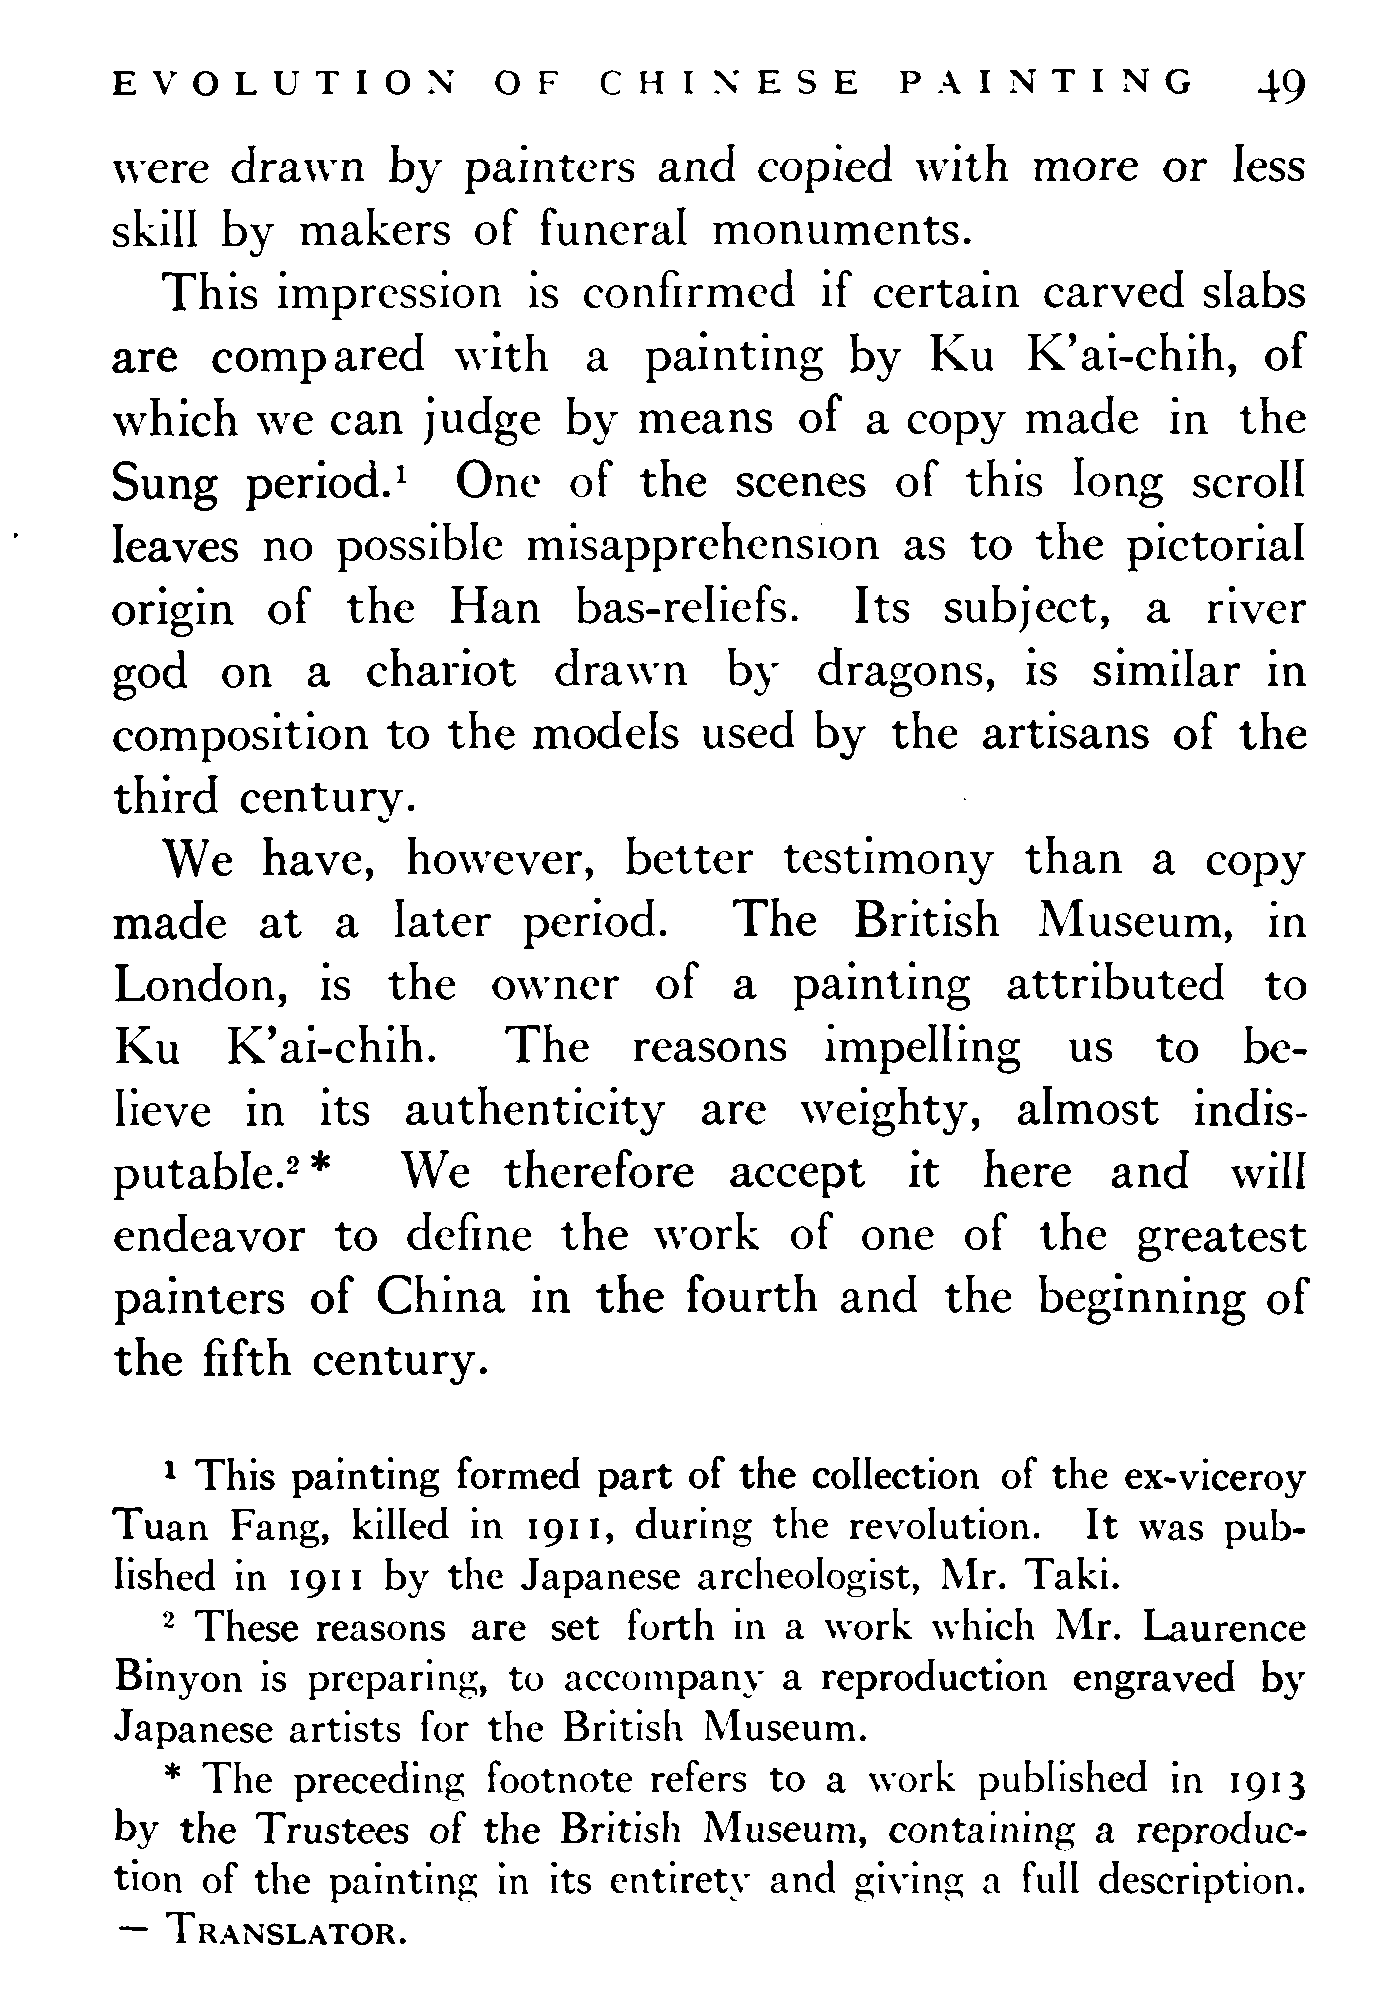 EVOLUTION OF CHINESE PAINTING 49
were drawn by painters and copied with more or less
skill by makers of funeral monuments.
This impression is confirmed if certain carved slabs
are compared with a painting by Ku K’ai-chih, of
which we can judge by means of a copy made in the
Sung period.¹ One of the scenes of this long scroll
leaves no possible misapprehension as to the pictorial
origin of the Han bas-reliefs. Its subject, a river
god on a chariot drawn by dragons, is similar in
composition to the models used by the artisans of the
third century.
We have, however, better testimony than a copy
made at a later period. The British Museum, in
London, is the owner of a painting attributed to
Ku K’ai-chih. The reasons impelling us to be-
lieve in its authenticity are weighty, almost indis-
putable.² * We therefore accept it here and will
endeavor to define the work of one of the greatest
painters of China in the fourth and the beginning of
the fifth century.
¹ This painting formed part of the collection of the ex-viceroy
Tuan Fang, killed in 1911, during the revolution. It was pub-
lished in 1911 by the Japanese archeologist, Mr. Taki.
² These reasons are set forth in a work which Mr. Laurence
Binyon is preparing, to accompany a reproduction engraved by
Japanese artists for the British Museum.
* The preceding footnote refers to a work published in 1913
by the Trustees of the British Museum, containing a reproduc-
tion of the painting in its entirety and giving a full description.
— TRANSLATOR.